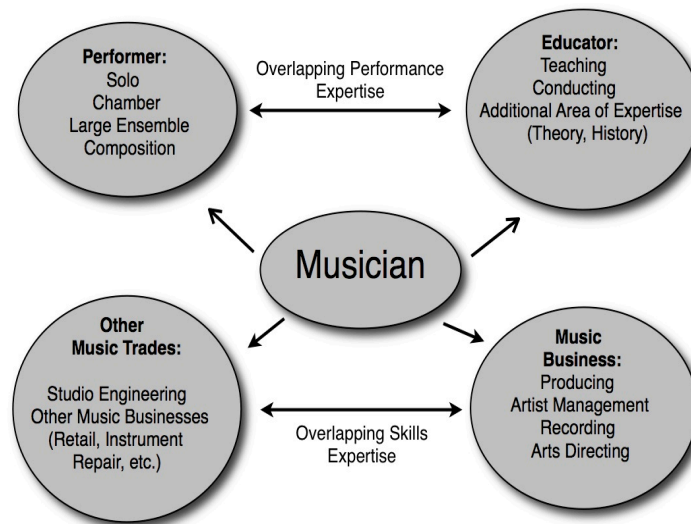 Performer:
Solo
Chamber
Large Ensemble
Composition
Overlapping Performance
Expertise
Educator:
Teaching
Conducting
Additional Area of Expertise
(Theory, History)
Musician
Other
Music Trades:
Studio Engineering
Other Music Businesses
(Retail, Instrument
Repair, etc.)
Overlapping Skills
Expertise
Music
Business:
Producing
Artist Management
Recording
Arts Directing